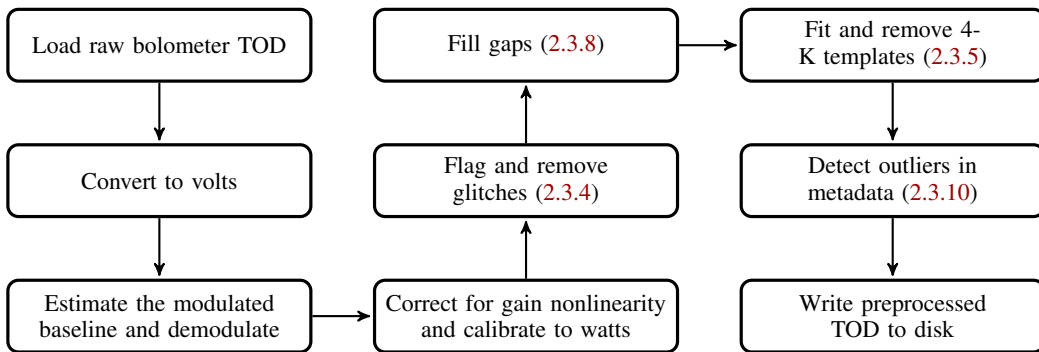 Load raw bolometer TOD
Convert to volts
Estimate the modulated
baseline and demodulate
Correct for gain nonlinearity
and calibrate to watts
Flag and remove
glitches (2.3.4)
Fill gaps (2.3.8)
Fit and remove 4-
K templates (2.3.5)
Detect outliers in
metadata (2.3.10)
Write preprocessed
TOD to disk